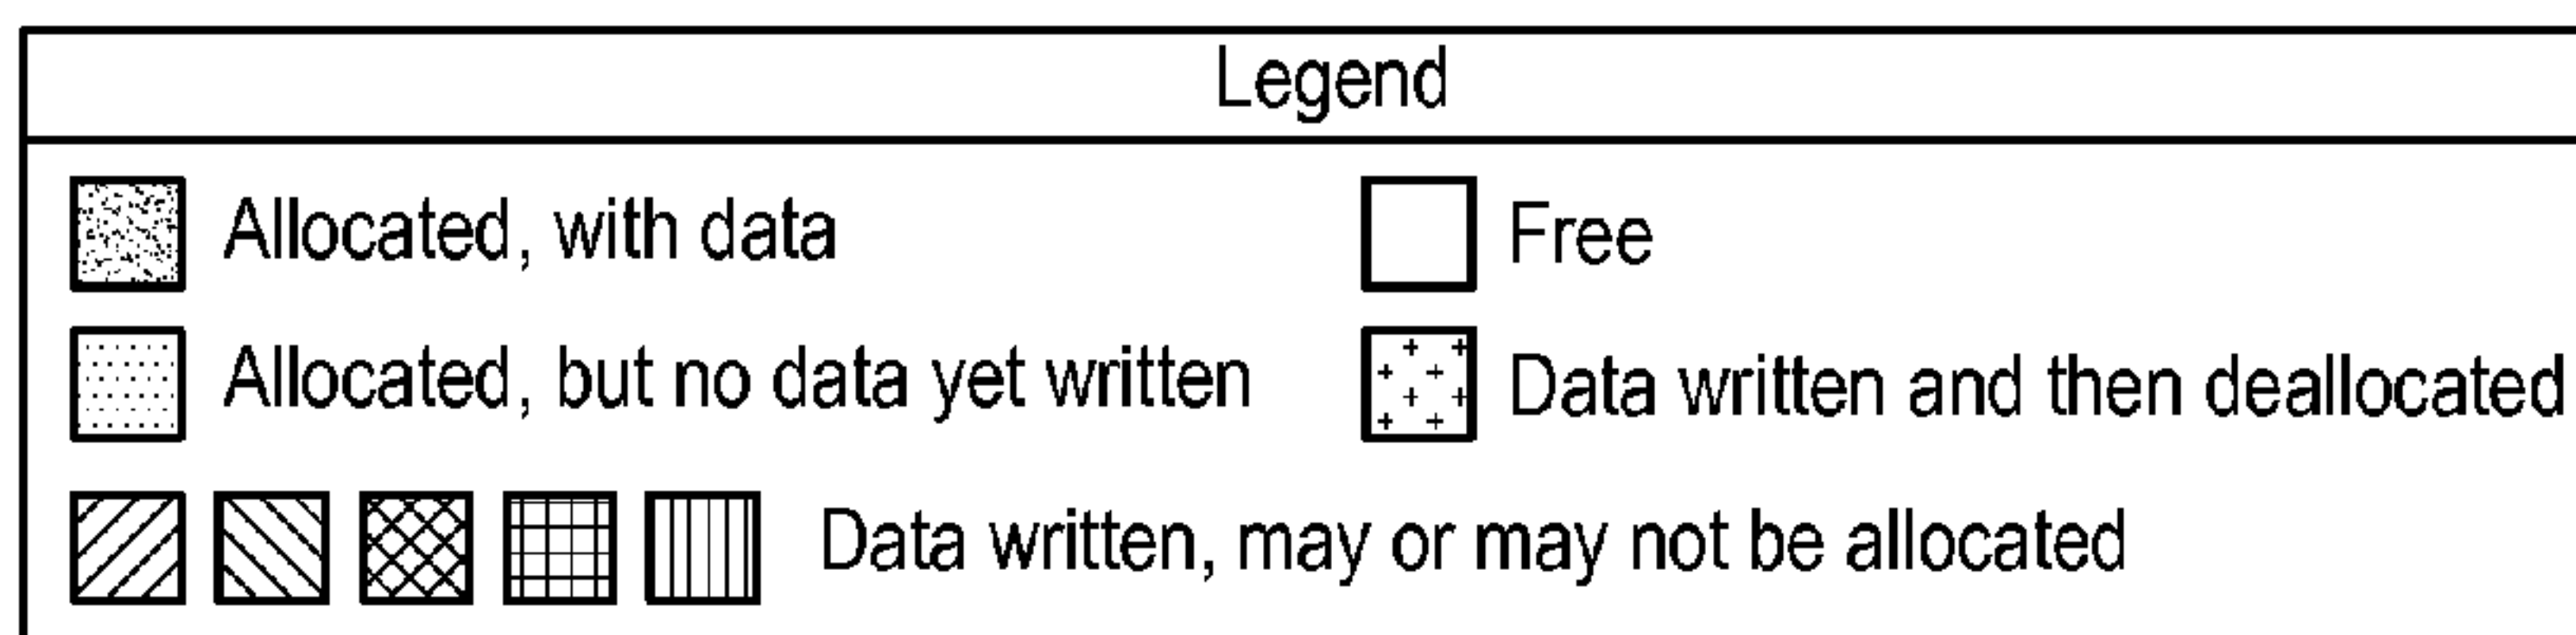 Legend
Allocated, with data
Free
Allocated, but no data yet written
Data written and then deallocated
Data written, may or may not be allocated